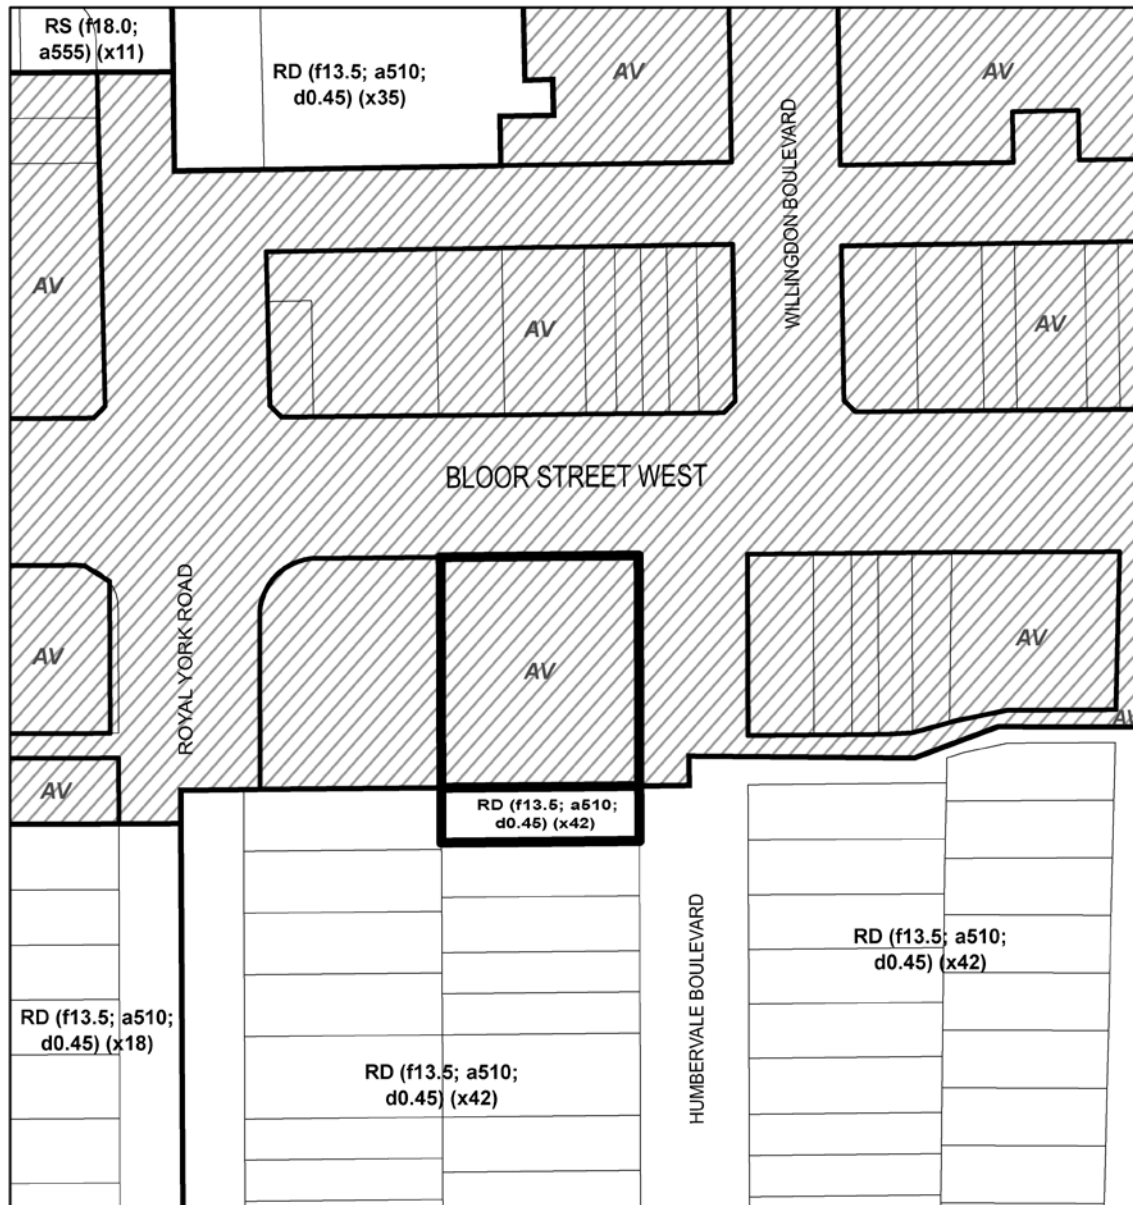 RS (f18.0;
a555) (x11)
RD (f13.5; a510;
d0.45) (x35)
AV
AV
WILLINGDON BOULEVARD
AV
AV
AV
BLOOR STREET WEST
ROYAL YORK ROAD
AV
AV
AV
AV
AV
RD (f13.5; a510;
d0.45) (x42)
HUMBERVALE BOULEVARD
RD (f13.5; a510;
d0.45) (x42)
RD (f13.5; a510;
d0.45) (x18)
RD (f13.5; a510;
d0.45) (x42)